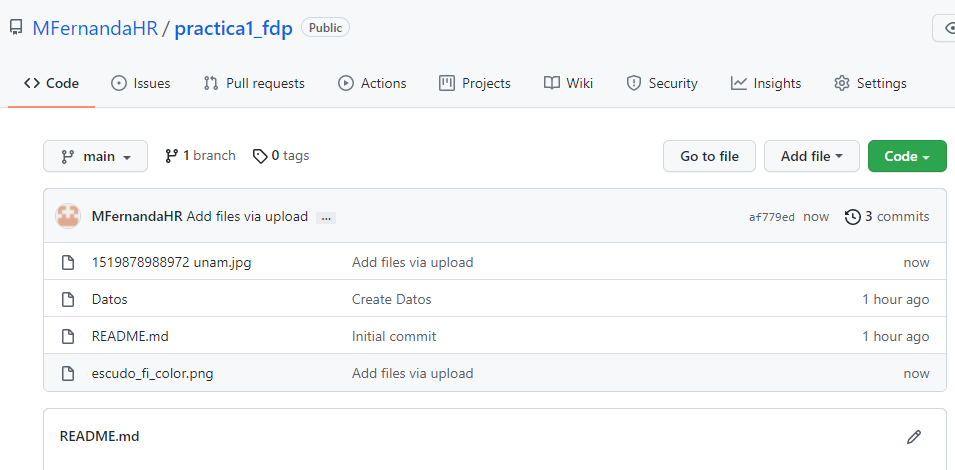 MFernandaHR / practica1_fdp Public
Code Issues Pull requests Actions Projects Wiki Security Insights Settings
main 1 branch 0 tags Go to file Add file Code
MFernandaHR Add files via upload ... af779ed now 3 commits
1519878988972 unam.jpg Add files via upload now
Datos Create Datos 1 hour ago
README.md Initial commit 1 hour ago
escudo_fi_color.png Add files via upload now
README.md